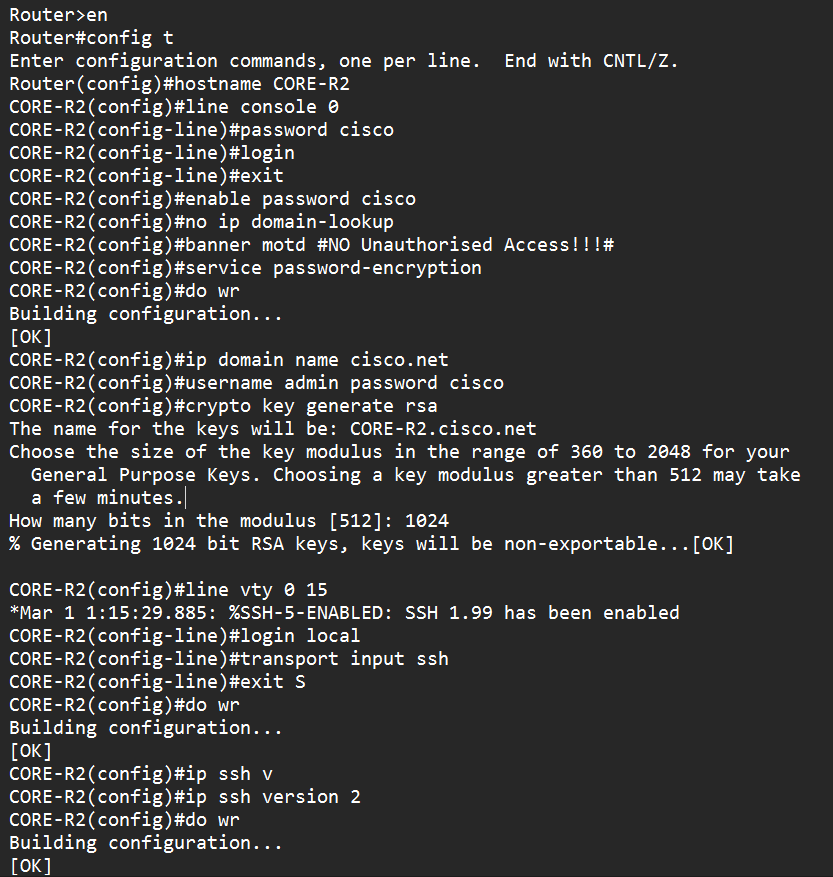 Router>en
Router#config t
Enter configuration commands, one per line.  End with CNTL/Z.
Router(config)#hostname CORE-R2
CORE-R2(config)#line console 0
CORE-R2(config-line)#password cisco
CORE-R2(config-line)#login
CORE-R2(config-line)#exit
CORE-R2(config)#enable password cisco
CORE-R2(config)#no ip domain-lookup
CORE-R2(config)#banner motd #NO Unauthorised Access!!!#
CORE-R2(config)#service password-encryption
CORE-R2(config)#do wr
Building configuration...
[OK]
CORE-R2(config)#ip domain name cisco.net
CORE-R2(config)#username admin password cisco
CORE-R2(config)#crypto key generate rsa
The name for the keys will be: CORE-R2.cisco.net
Choose the size of the key modulus in the range of 360 to 2048 for your
  General Purpose Keys. Choosing a key modulus greater than 512 may take
  a few minutes.
How many bits in the modulus [512]: 1024
% Generating 1024 bit RSA keys, keys will be non-exportable...[OK]

CORE-R2(config)#line vty 0 15
*Mar 1 1:15:29.885: %SSH-5-ENABLED: SSH 1.99 has been enabled
CORE-R2(config-line)#login local
CORE-R2(config-line)#transport input ssh
CORE-R2(config-line)#exit S
CORE-R2(config)#do wr
Building configuration...
[OK]
CORE-R2(config)#ip ssh v
CORE-R2(config)#ip ssh version 2
CORE-R2(config)#do wr
Building configuration...
[OK]